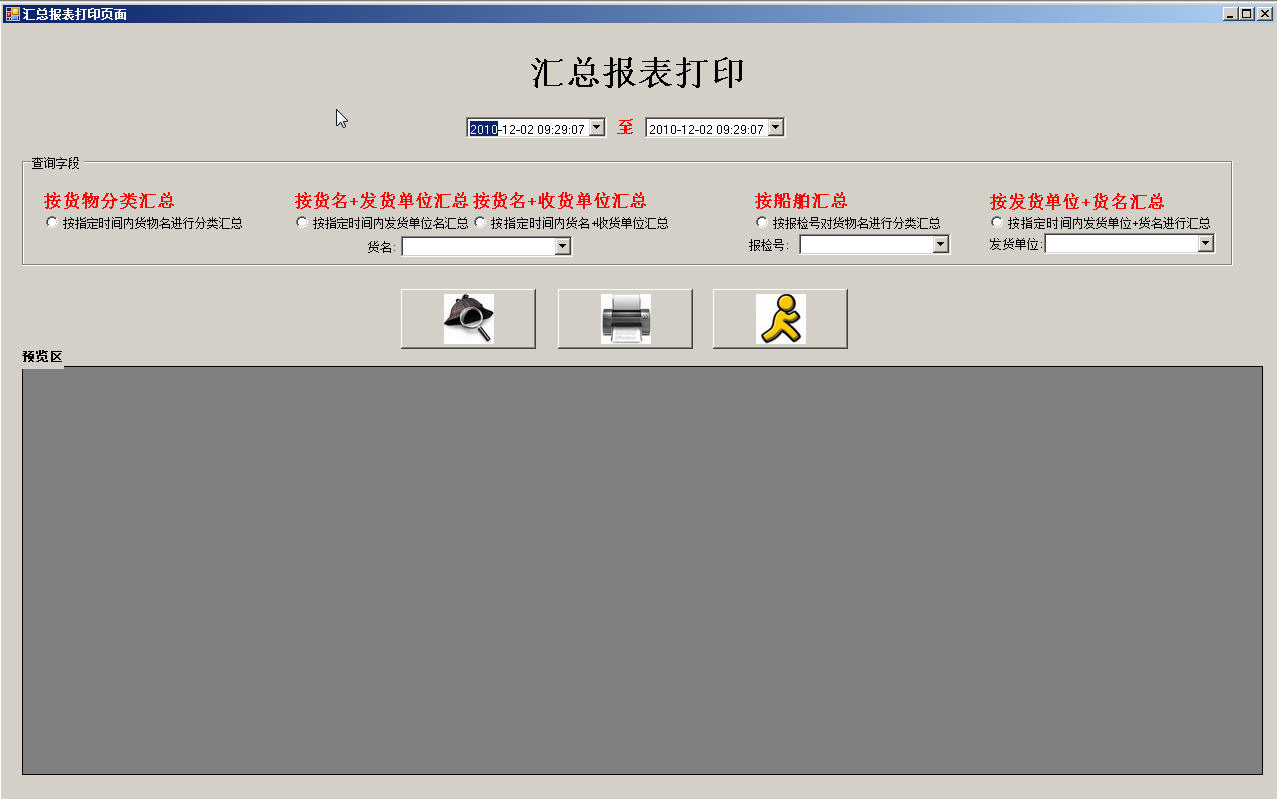 汇总报表打印页面
汇总报表打印
2010-12-02 09:29:07 至 2010-12-02 09:29:07
查询字段
按货物分类汇总 按货名+发货单位汇总 按货名+收货单位汇总 按船舶汇总 按发货单位+货名汇总
按指定时间内货物名进行分类汇总 按指定时间内发货单位名汇总 按指定时间内货名+收货单位汇总 按报检号对货物名进行分类汇总 按指定时间内发货单位+货名进行汇总
货名: 报检号: 发货单位:
预览区